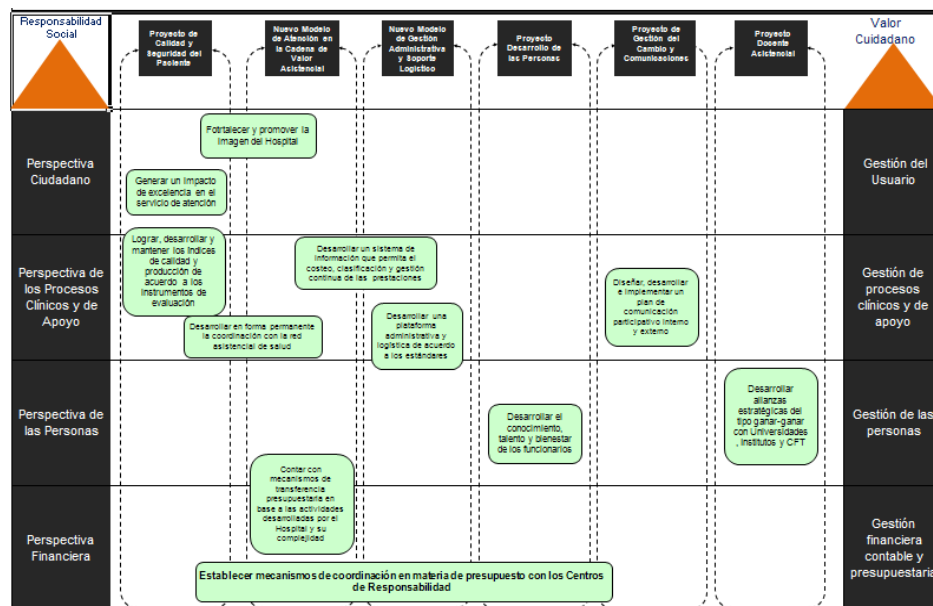 Responsabilidad
Social
Proyecto de
Calidad y
Seguridad del
Paciente
Nuevo Modelo
de Atención en
la Cadena de
Valor
Asistencial
Nuevo Modelo
de Gestión
Administrativa
y Soporte
Logístico
Proyecto
Desarrollo de
las Personas
Proyecto de
Gestión del
Cambio y
Comunicaciones
Proyecto
Docente
Asistencial
Valor
Cuidadano
Perspectiva
Ciudadano
Fotrtalecer y promover la
Imagen del Hospital
Generar un impacto
de excelencia en el
servicio de atención
Gestión del
Usuario
Perspectiva de
los Procesos
Clínicos y de
Apoyo
Lograr, desarrollar y
mantener los índices
de calidad y
producción de
acuerdo a los
instrumentos de
evaluación
Desarrollar un sistema de
información que permita el
costeo, clasificación y gestión
continua de las prestaciones
Desarrollar en forma permanente
la coordinación con la red
asistencial de salud
Desarrollar una
plataforma
administrativa y
logística de acuerdo
a los estándares
Diseñar, desarrollar
e implementar un
plan de
comunicación
participativo interno
y externo
Gestión de
procesos
clínicos y de
apoyo
Perspectiva de
las Personas
Desarrollar el
conocimiento,
talento y bienestar
de los funcionarios
Desarrollar
alianzas
estratégicas del
tipo ganar-ganar
con Universidades
, Institutos y CFT
Gestión de las
personas
Perspectiva
Financiera
Contar con
mecanismos de
transferencia
presupuestaria en
base a las actividades
desarrolladas por el
Hospital y su
complejidad
Establecer mecanismos de coordinación en materia de presupuesto con los Centros
de Responsabilidad
Gestión
financiera
contable y
presupuestaria